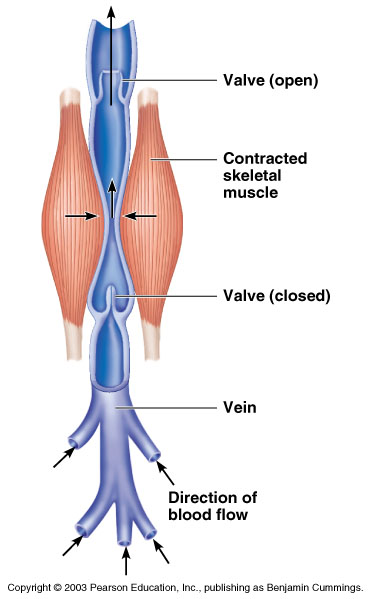 Valve (open)
Contracted
skeletal
muscle
Valve (closed)
Vein
Direction of
blood flow
Copyright © 2003 Pearson Education, Inc., publishing as Benjamin Cummings.